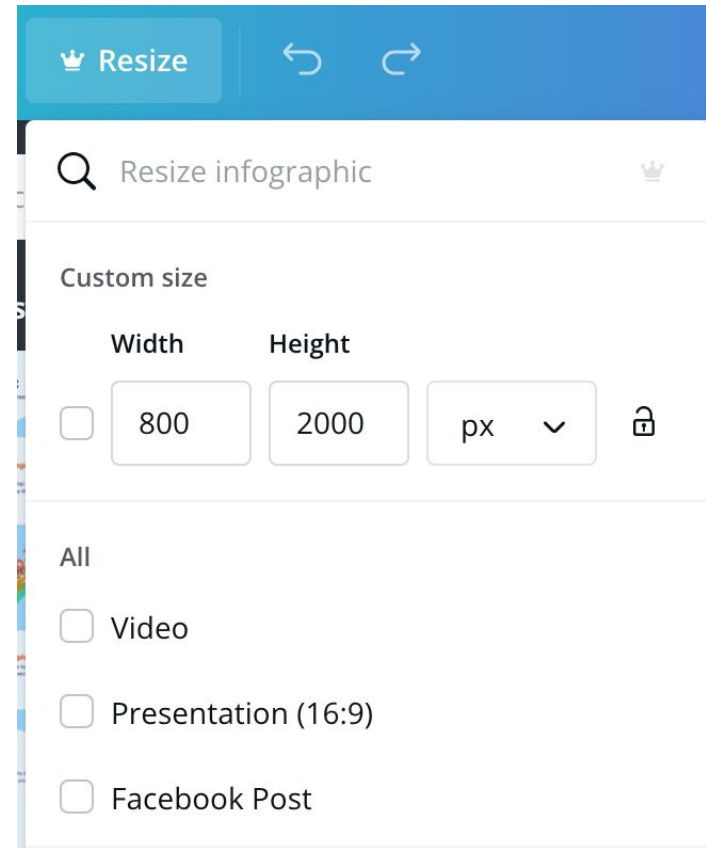 Resize
Resize infographic
Custom size
Width Height
800 2000 px
All
Video
Presentation (16:9)
Facebook Post